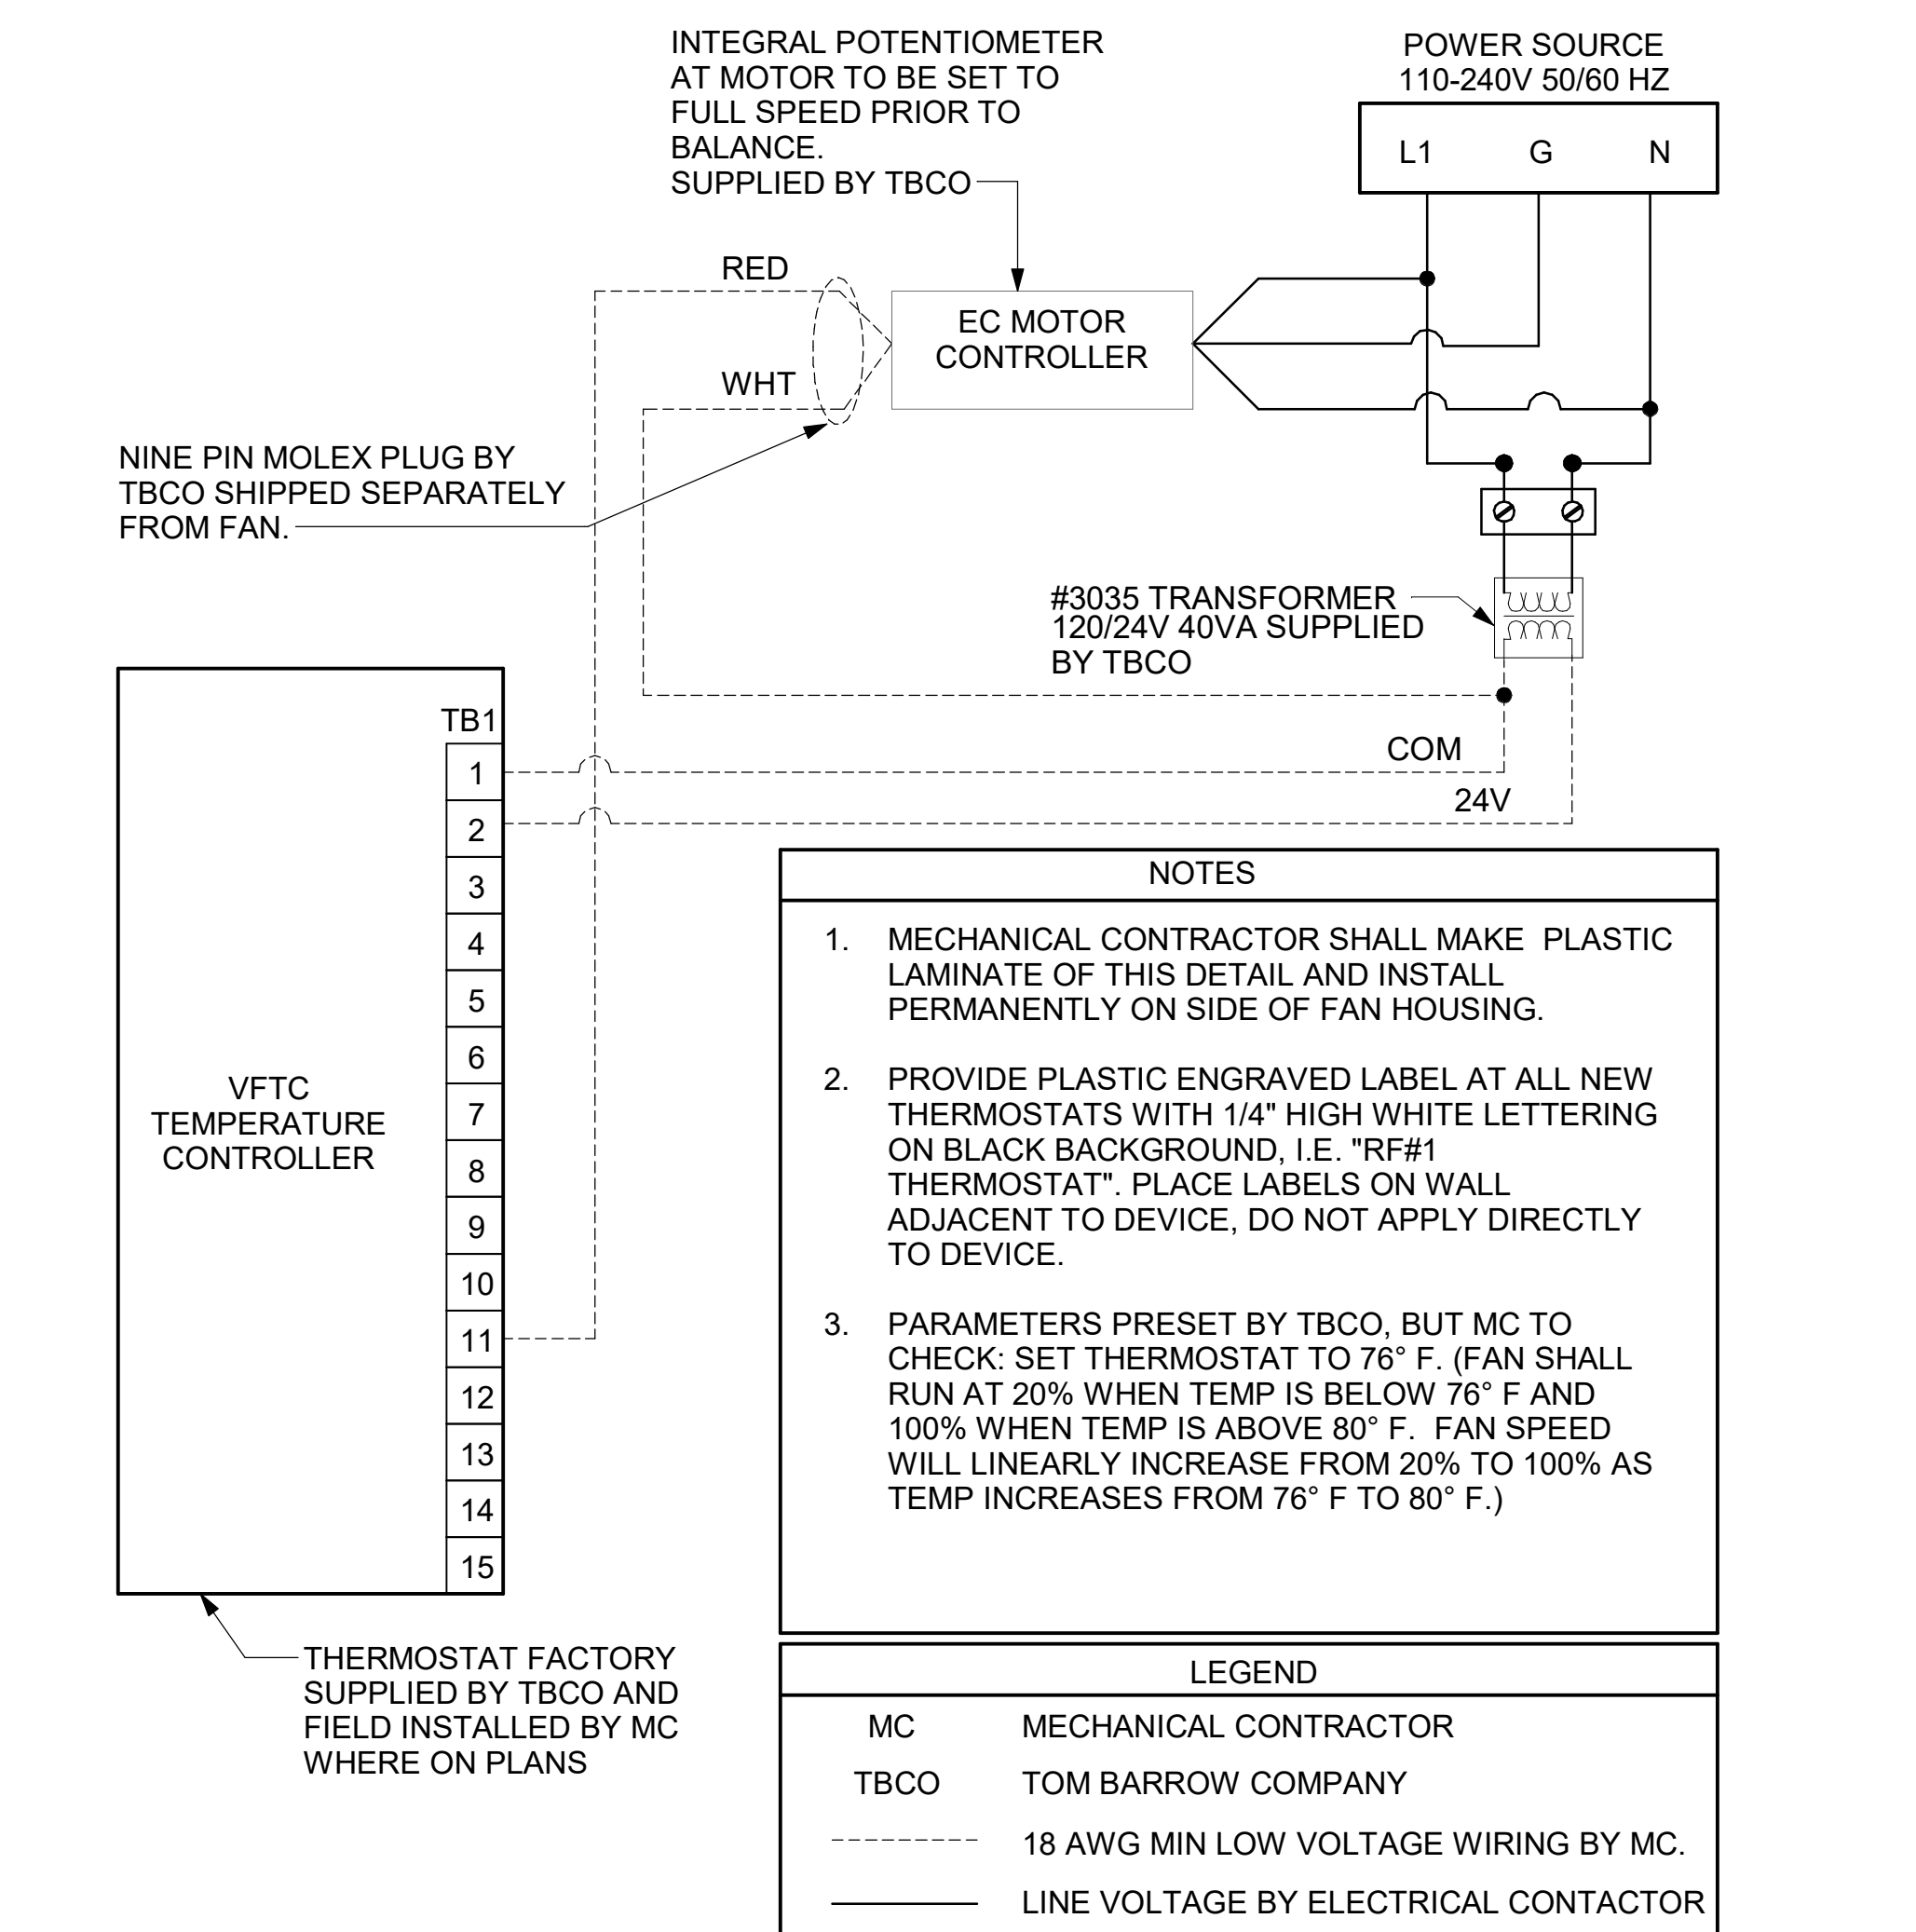 INTEGRAL POTENTIOMETER
AT MOTOR TO BE SET TO
FULL SPEED PRIOR TO
BALANCE.
SUPPLIED BY TBCO
POWER SOURCE
110-240V 50/60 HZ
L1 G N
RED
EC MOTOR
CONTROLLER
WHT
NINE PIN MOLEX PLUG BY
TBCO SHIPPED SEPARATELY
FROM FAN.
#3035 TRANSFORMER
120/24V 40VA SUPPLIED
BY TBCO
COM
24V
TB1
1
2
3
4
5
6
7
8
9
10
11
12
13
14
15
VFTC
TEMPERATURE
CONTROLLER
THERMOSTAT FACTORY
SUPPLIED BY TBCO AND
FIELD INSTALLED BY MC
WHERE ON PLANS
NOTES
1. MECHANICAL CONTRACTOR SHALL MAKE PLASTIC
LAMINATE OF THIS DETAIL AND INSTALL
PERMANENTLY ON SIDE OF FAN HOUSING.
2. PROVIDE PLASTIC ENGRAVED LABEL AT ALL NEW
THERMOSTATS WITH 1/4" HIGH WHITE LETTERING
ON BLACK BACKGROUND, I.E. "RF#1
THERMOSTAT". PLACE LABELS ON WALL
ADJACENT TO DEVICE, DO NOT APPLY DIRECTLY
TO DEVICE.
3. PARAMETERS PRESET BY TBCO, BUT MC TO
CHECK: SET THERMOSTAT TO 76° F. (FAN SHALL
RUN AT 20% WHEN TEMP IS BELOW 76° F AND
100% WHEN TEMP IS ABOVE 80° F. FAN SPEED
WILL LINEARLY INCREASE FROM 20% TO 100% AS
TEMP INCREASES FROM 76° F TO 80° F.)
LEGEND
MC MECHANICAL CONTRACTOR
TBCO TOM BARROW COMPANY
18 AWG MIN LOW VOLTAGE WIRING BY MC.
LINE VOLTAGE BY ELECTRICAL CONTACTOR